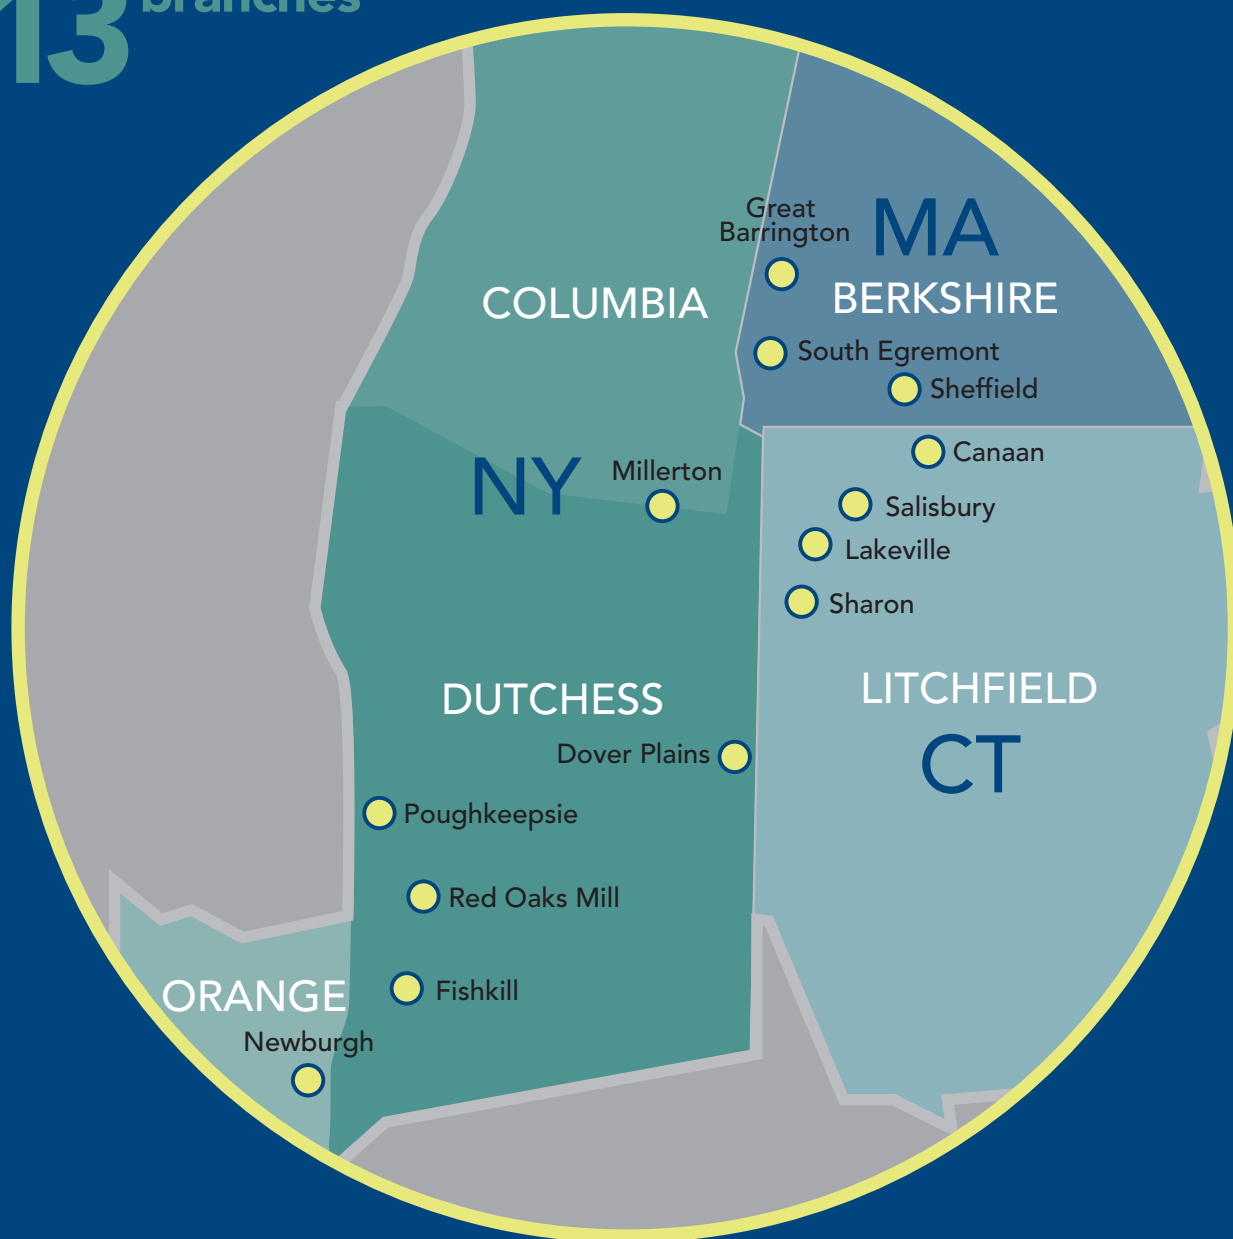 13 branches
Great
Barrington
MA
COLUMBIA
BERKSHIRE
South Egremont
Sheffield
Canaan
NY
Millerton
Salisbury
Lakeville
Sharon
DUTCHESS
LITCHFIELD
Dover Plains
CT
Poughkeepsie
Red Oaks Mill
ORANGE
Fishkill
Newburgh